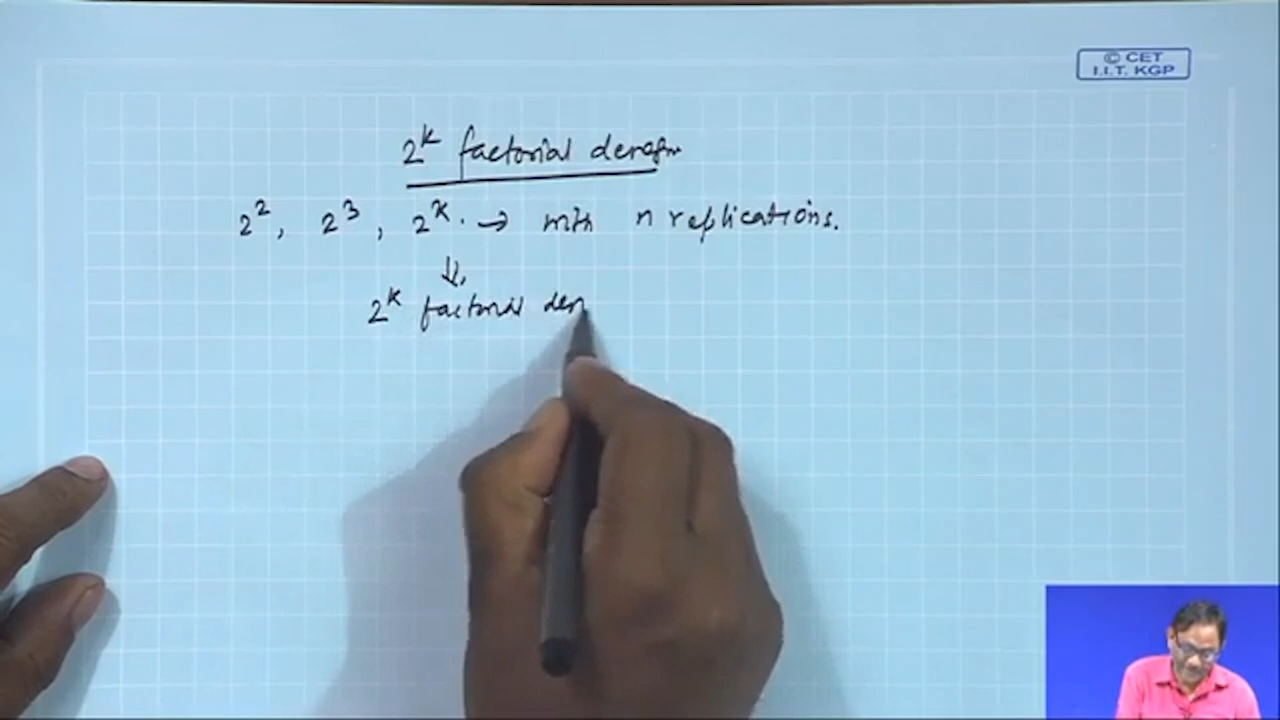 © CET
I.I.T. KGP
2^k factorial design
2^2, 2^3, 2^k. → with n replications.
↓
2^k factorial des